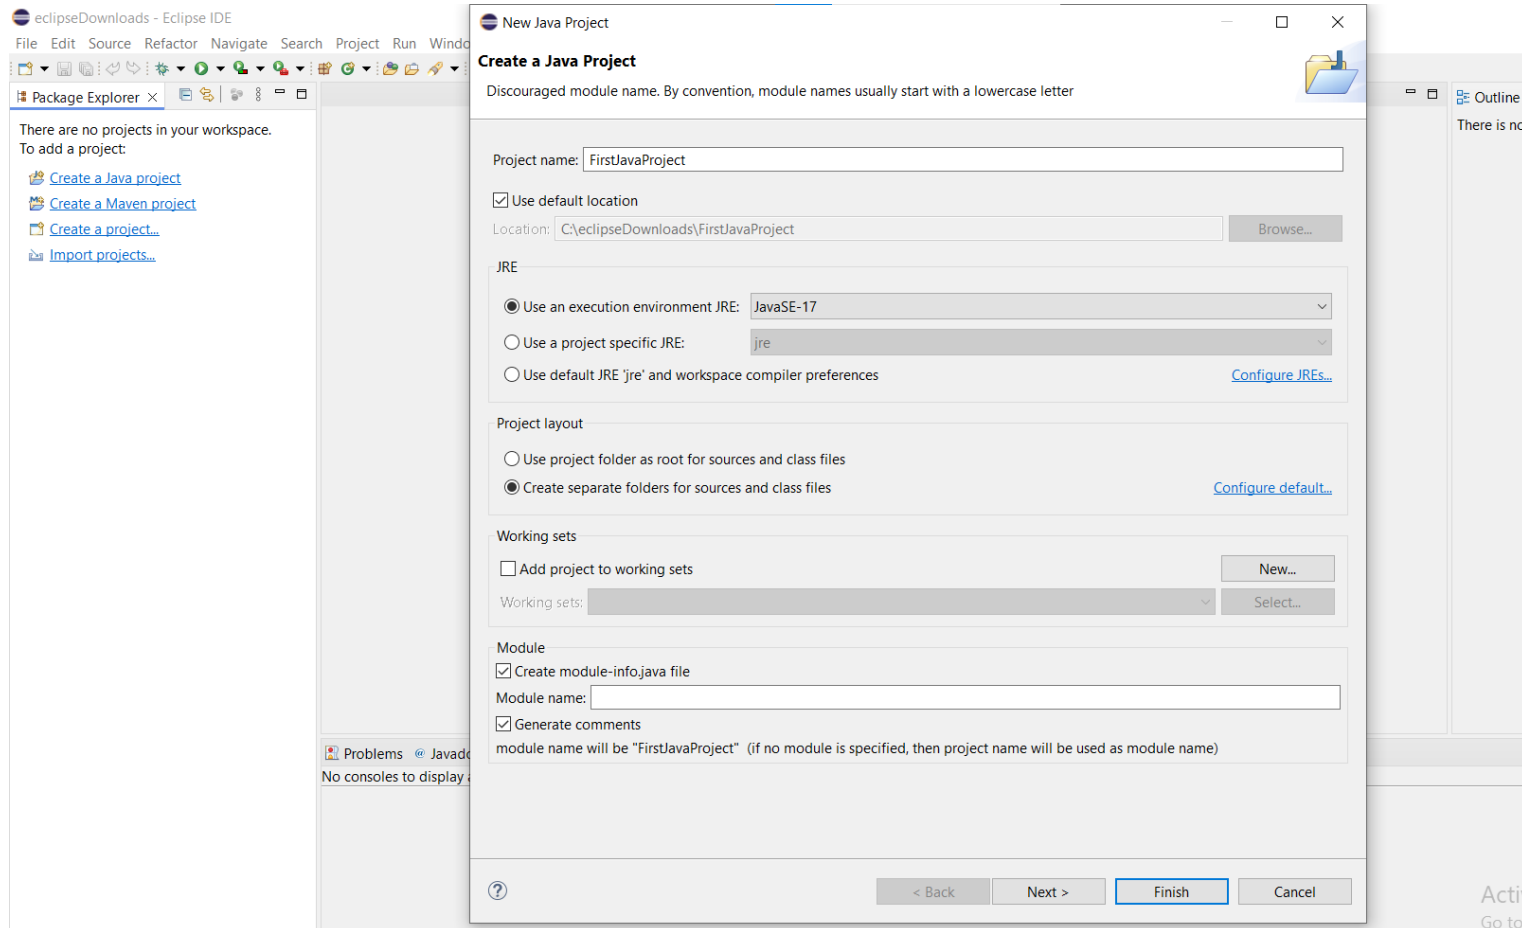 eclipseDownloads - Eclipse IDE
File Edit Source Refactor Navigate Search Project Run
Package Explorer
There are no projects in your workspace.
To add a project:
Create a Java project
Create a Maven project
Create a project...
Import projects...
New Java Project
Create a Java Project
Discouraged module name. By convention, module names usually start with a lowercase letter
Project name: FirstJavaProject
Use default location
Location: C:\eclipseDownloads\FirstJavaProject Browse...
JRE
Use an execution environment JRE: JavaSE-17
Use a project specific JRE: jre
Use default JRE 'jre' and workspace compiler preferences Configure JREs...
Project layout
Use project folder as root for sources and class files
Create separate folders for sources and class files Configure default...
Working sets
Add project to working sets New...
Working sets: Select...
Module
Create module-info.java file
Module name:
Generate comments
module name will be "FirstJavaProject" (if no module is specified, then project name will be used as module name)
< Back Next > Finish Cancel
Problems @ Javado
No consoles to display
Outline
There is no
Acti
Go to